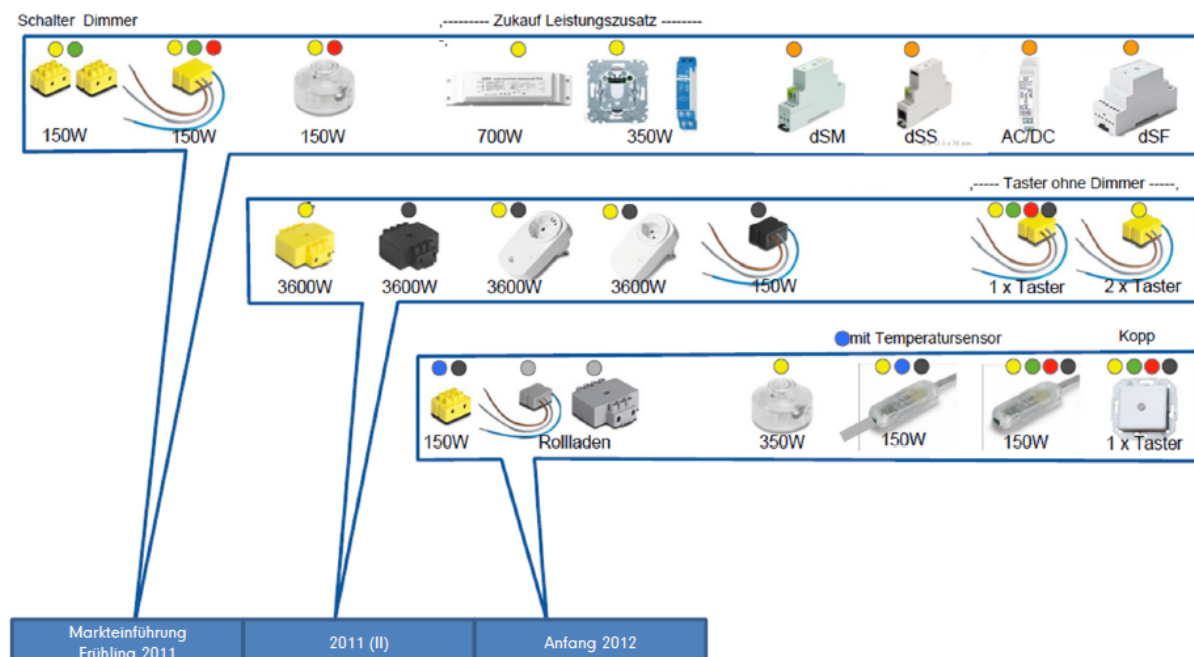 Schalter Dimmer
,--------- Zukauf Leistungszusatz --------
-,
150W 150W 150W 700W 350W dSM dSS AC/DC dSF
,----- Taster ohne Dimmer -----,
3600W 3600W 3600W 3600W 150W 1 x Taster 2 x Taster
mit Temperatursensor Kopp
150W Rollladen 350W 150W 150W 1 x Taster
Markteinführung
Frühling 2011
2011 (II)
Anfang 2012